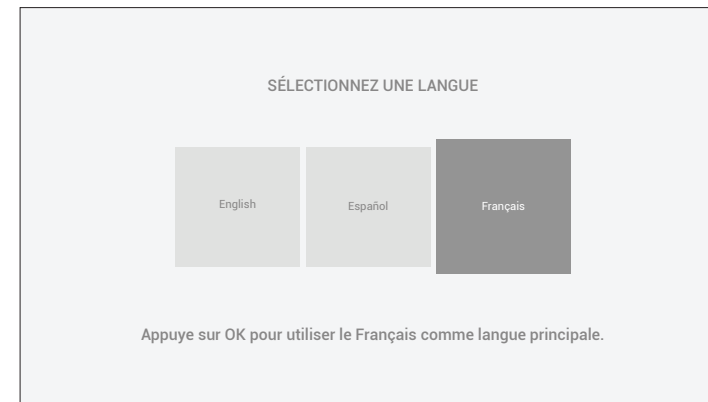 SÉLECTIONNEZ UNE LANGUE
English Español Français
Appuye sur OK pour utiliser le Français comme langue principale.